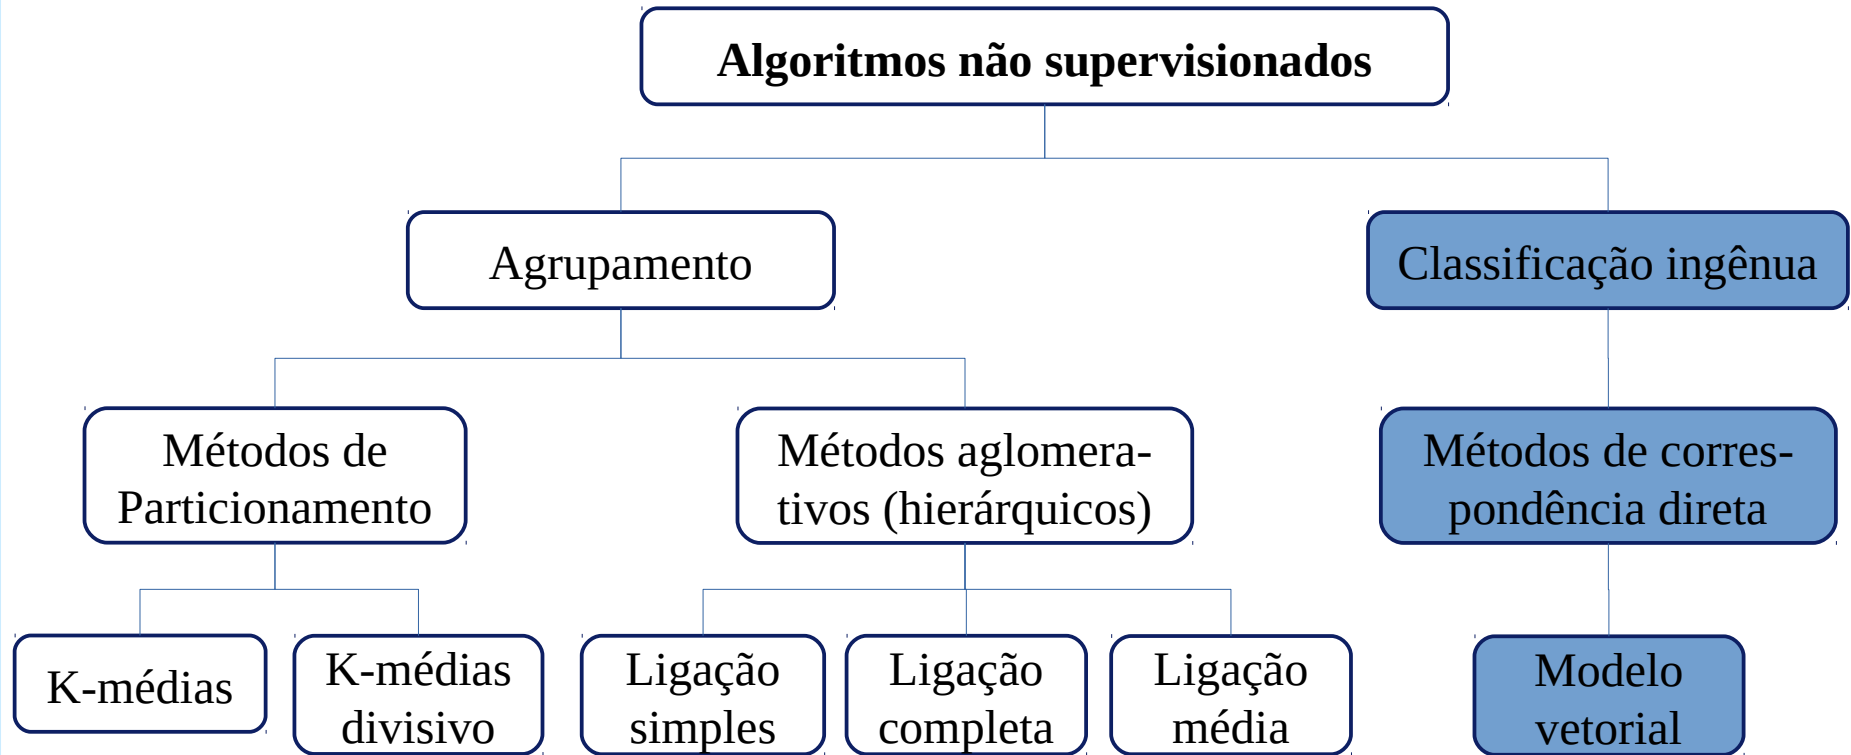 Algoritmos não supervisionados
Agrupamento
Classificação ingênua
Métodos de
Particionamento
Métodos aglomera-
tivos (hierárquicos)
Métodos de corres-
pondência direta
K-médias
K-médias
divisivo
Ligação
simples
Ligação
completa
Ligação
média
Modelo
vetorial